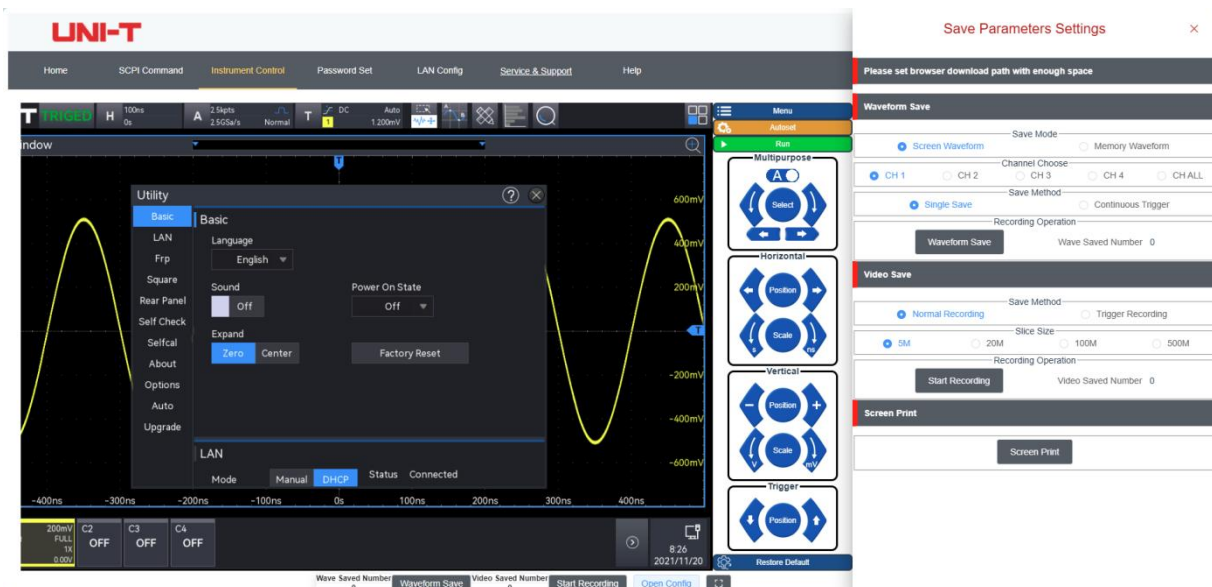 UNI-T
Home SCPI Command Instrument Control Password Set LAN Config Service & Support Help
T TRIGED H 100ns 0s A 2.5kpts 2.5GSa/s Normal T DC Auto 1 1.200mV
indow
T
600mV
400mV
200mV
T
-200mV
-400mV
-600mV
-400ns -300ns -200ns -100ns 0s 100ns 200ns 300ns 400ns
Utility
Basic
LAN
Frp
Square
Rear Panel
Self Check
Selfcal
About
Options
Auto
Upgrade
Basic
Language
English
Sound Power On State
Off Off
Expand
Zero Center Factory Reset
LAN
Mode Manual DHCP Status Connected
200mV
FULL
1X
0.00V
C2 OFF
C3 OFF
C4 OFF
8:26
2021/11/20
Menu
Autoset
Run
Multipurpose
A
Select
Horizontal
Position
Scale
s ns
Vertical
Position
Scale
V mV
Trigger
Position
Restore Default
Wave Saved Number 0 Waveform Save Video Saved Number 0 Start Recording Open Config
Save Parameters Settings
Please set browser download path with enough space
Waveform Save
Save Mode
Screen Waveform Memory Waveform
Channel Choose
CH 1 CH 2 CH 3 CH 4 CH ALL
Save Method
Single Save Continuous Trigger
Recording Operation
Waveform Save Wave Saved Number 0
Video Save
Save Method
Normal Recording Trigger Recording
Slice Size
5M 20M 100M 500M
Recording Operation
Start Recording Video Saved Number 0
Screen Print
Screen Print